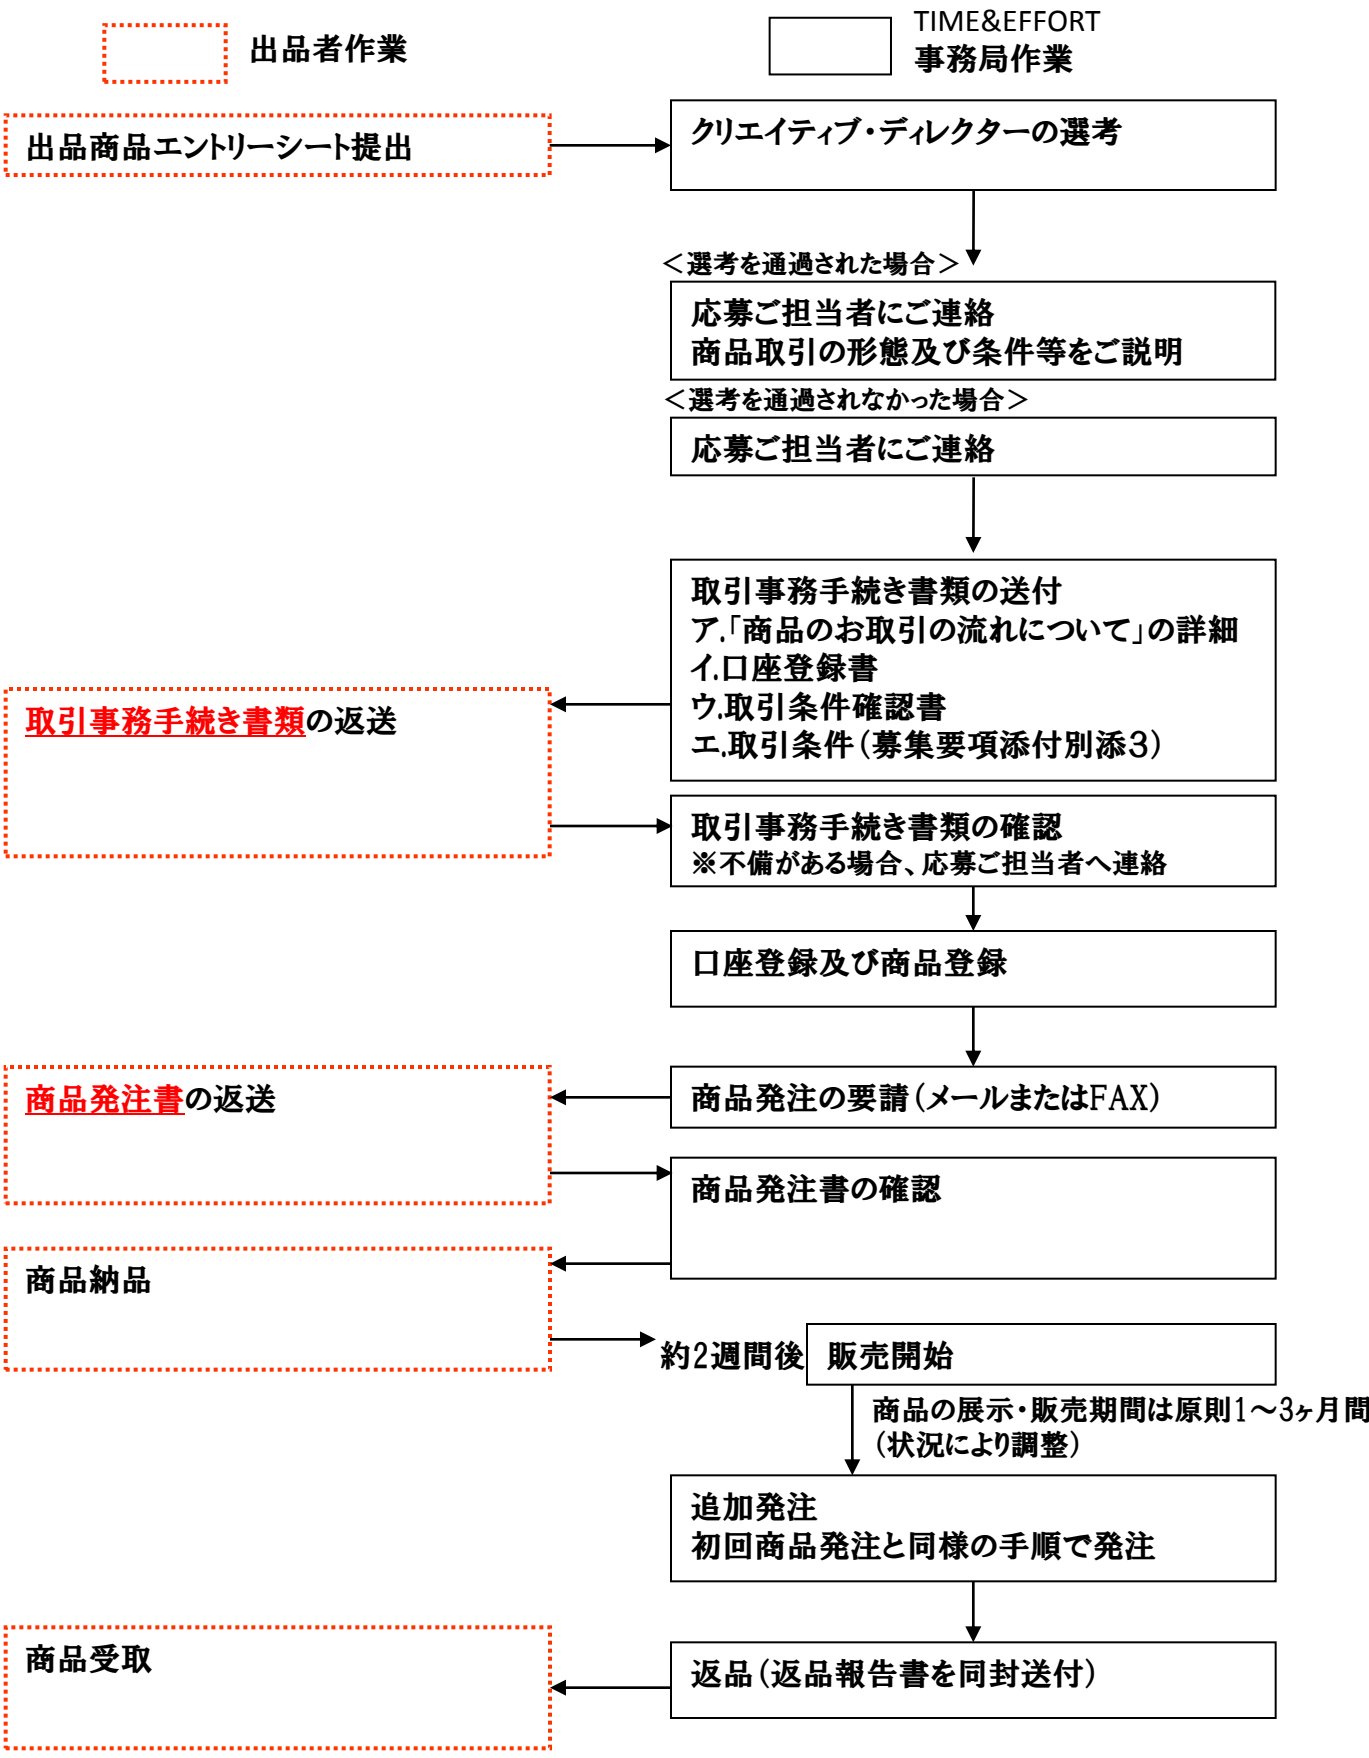 出品者作業
TIME&EFFORT
事務局作業
出品商品エントリーシート提出
クリエイティブ・ディレクターの選考
＜選考を通過された場合＞
応募ご担当者にご連絡
商品取引の形態及び条件等をご説明
＜選考を通過されなかった場合＞
応募ご担当者にご連絡
取引事務手続き書類の送付
ア.「商品のお取引の流れについて」の詳細
イ.口座登録書
ウ.取引条件確認書
エ.取引条件（募集要項添付別添３）
取引事務手続き書類の返送
取引事務手続き書類の確認
※不備がある場合、応募ご担当者へ連絡
口座登録及び商品登録
商品発注書の返送
商品発注の要請（メールまたはFAX）
商品発注書の確認
商品納品
約2週間後
販売開始
商品の展示・販売期間は原則1～3ヶ月間
（状況により調整）
追加発注
初回商品発注と同様の手順で発注
商品受取
返品（返品報告書を同封送付）